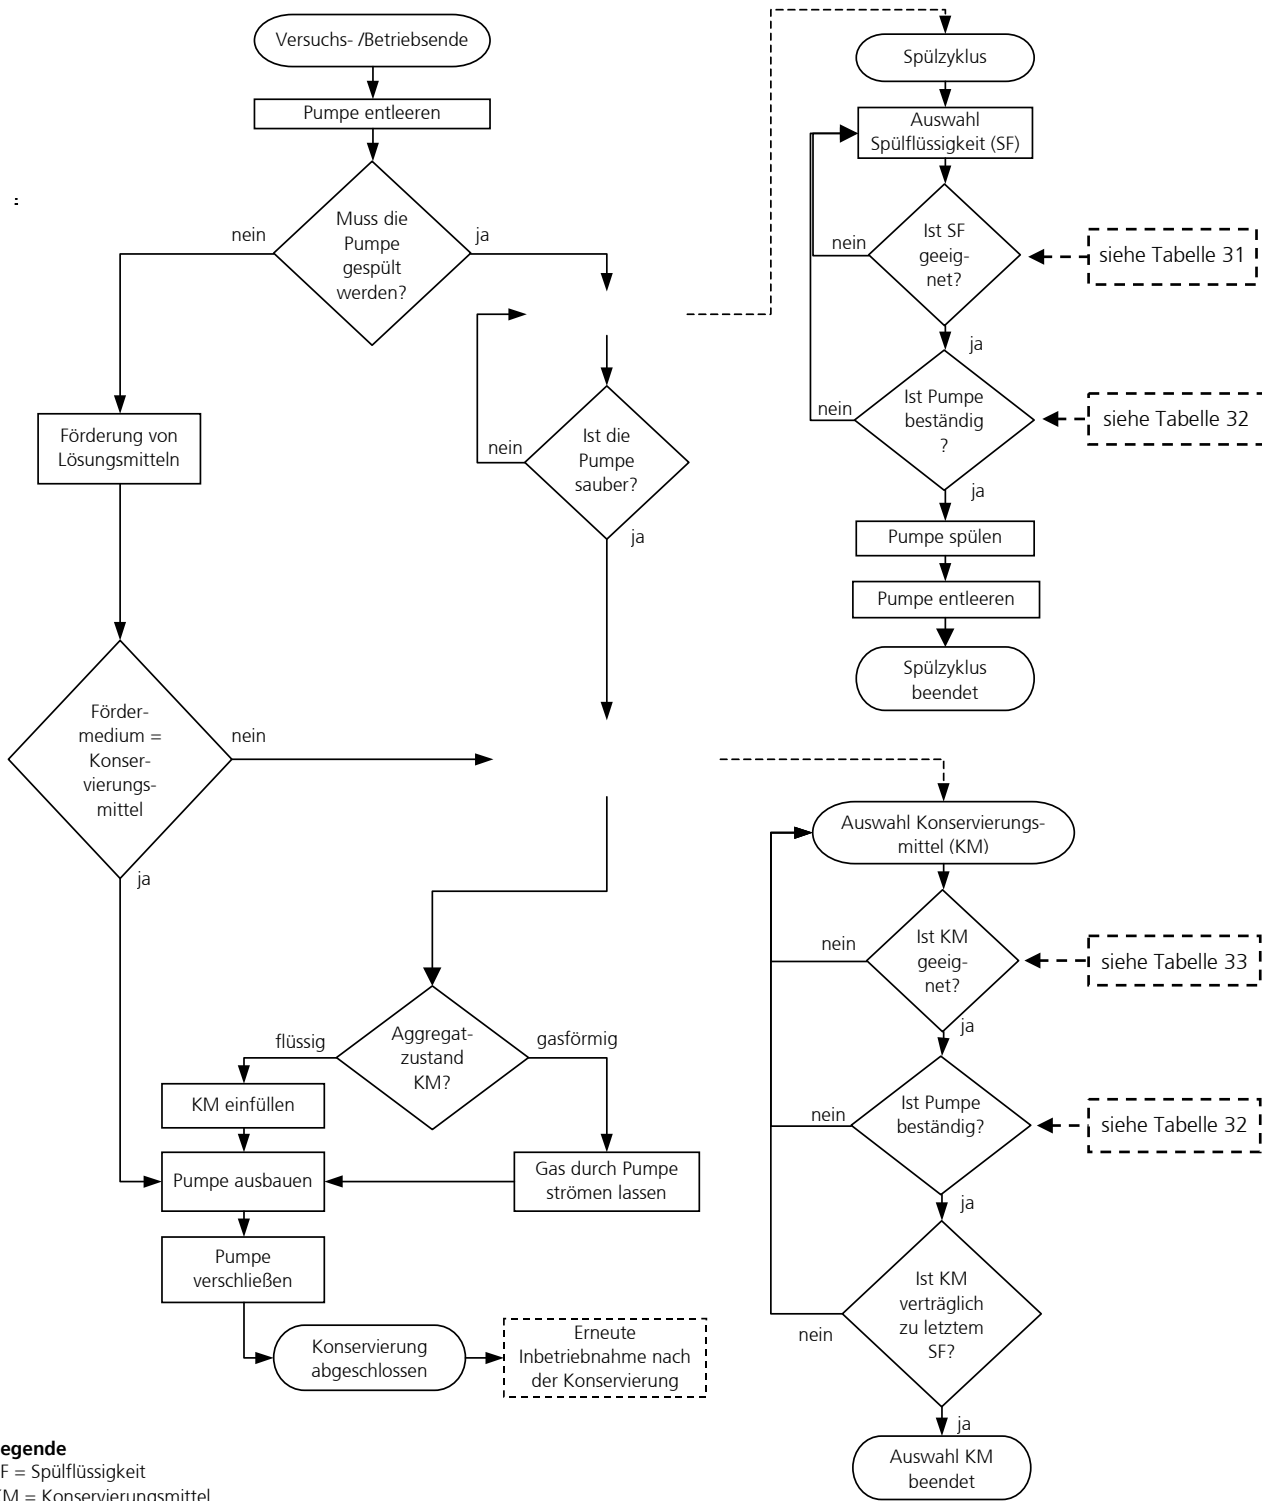 Versuchs- /Betriebsende
Pumpe entleeren
Muss die
Pumpe
gespült
werden?
nein
ja
Förderung von
Lösungsmitteln
Ist die
Pumpe
sauber?
nein
ja
Förder-
medium =
Konser-
vierungs-
mittel
nein
ja
Aggregat-
zustand
KM?
flüssig
gasförmig
KM einfüllen
Pumpe ausbauen
Gas durch Pumpe
strömen lassen
Pumpe
verschließen
Konservierung
abgeschlossen
Erneute
Inbetriebnahme nach
der Konservierung
egende
F = Spülflüssigkeit
KM = Konservierungsmittel
Spülzyklus
Auswahl
Spülflüssigkeit (SF)
Ist SF
geeig-
net?
nein
siehe Tabelle 31
ja
Ist Pumpe
beständig
?
nein
siehe Tabelle 32
ja
Pumpe spülen
Pumpe entleeren
Spülzyklus
beendet
Auswahl Konservierungs-
mittel (KM)
Ist KM
geeig-
net?
nein
siehe Tabelle 33
ja
Ist Pumpe
beständig?
nein
siehe Tabelle 32
ja
Ist KM
verträglich
zu letztem
SF?
nein
ja
Auswahl KM
beendet